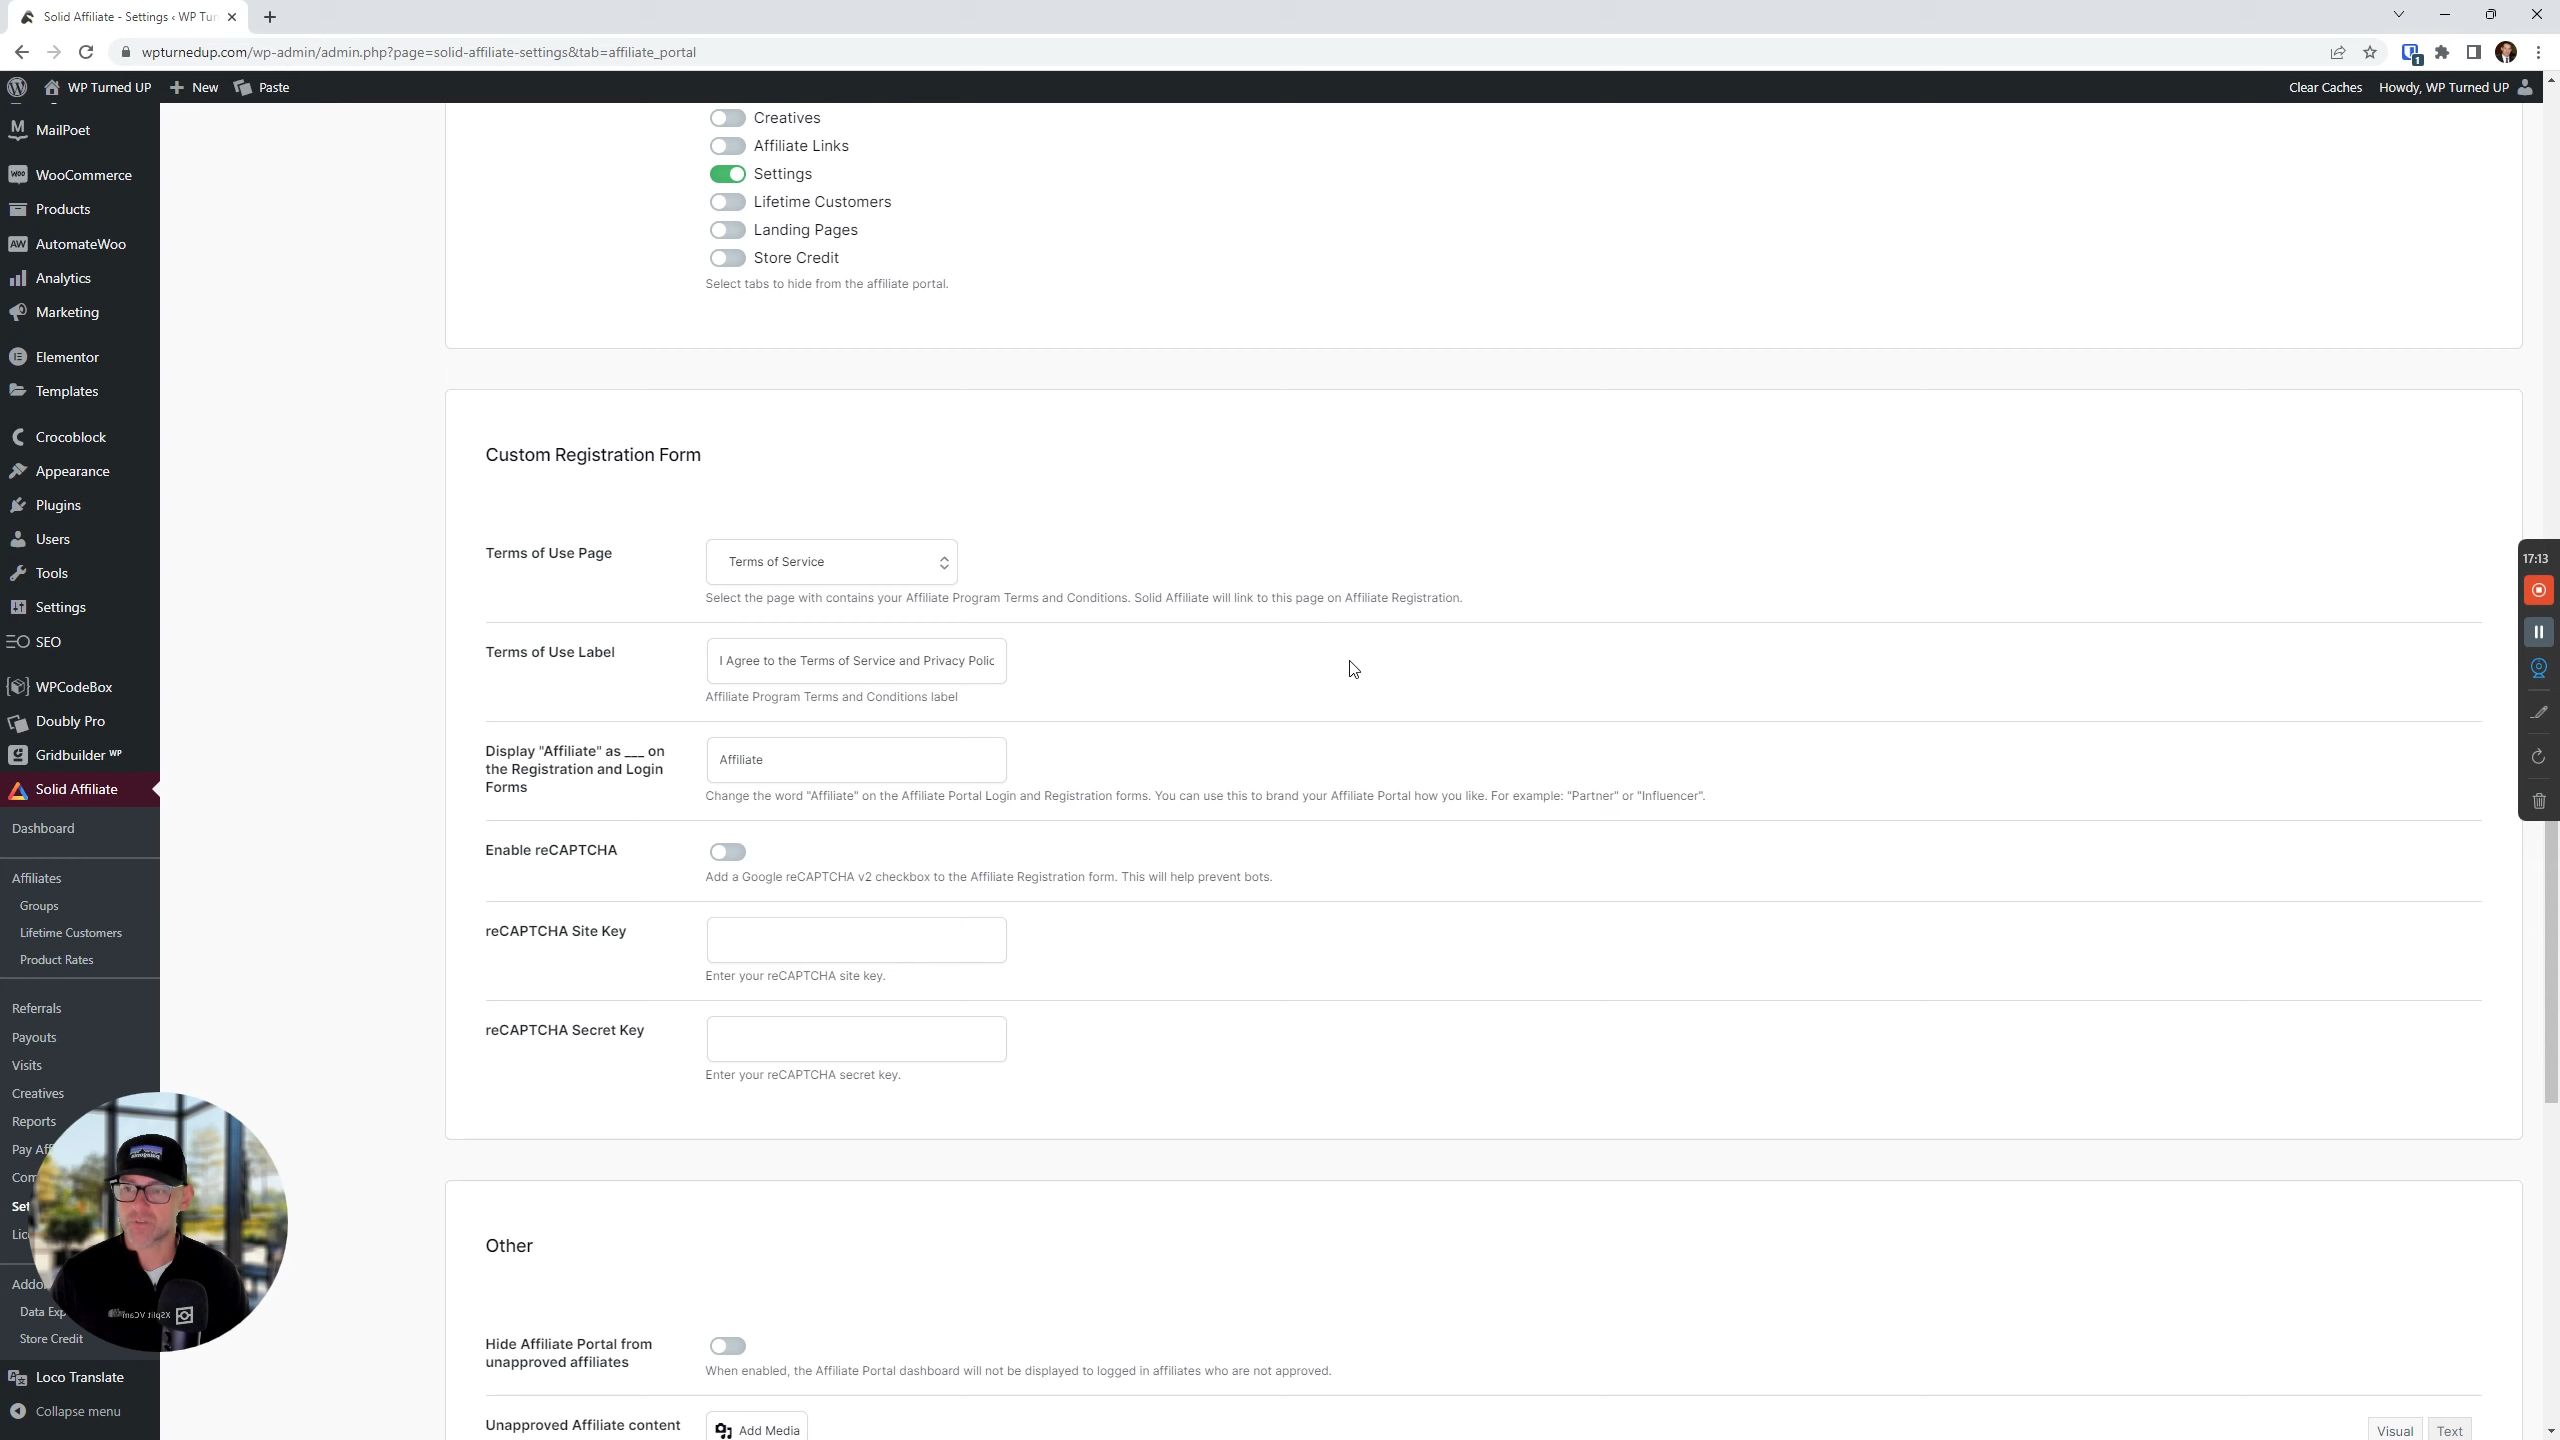 Solid Affiliate - Settings ‹ WP Tur
wpturnedup.com/wp-admin/admin.php?page=solid-affiliate-settings&tab=affiliate_portal
1
WP Turned UP
New
Paste
Clear Caches
Howdy, WP Turned UP
MailPoet
WooCommerce
Products
AutomateWoo
Analytics
Marketing
Elementor
Templates
Crocoblock
Appearance
Plugins
Users
Tools
Settings
SEO
WPCodeBox
Doubly Pro
Gridbuilder WP
Solid Affiliate
Dashboard
Affiliates
Groups
Lifetime Customers
Product Rates
Referrals
Payouts
Visits
Creatives
Reports
Pay Aff
Com
Set
Lic
Addo
Data Exp
Store Credit
Loco Translate
Collapse menu
Creatives
Affiliate Links
Settings
Lifetime Customers
Landing Pages
Store Credit
Select tabs to hide from the affiliate portal.
Custom Registration Form
Terms of Use Page
Terms of Service
Select the page with contains your Affiliate Program Terms and Conditions. Solid Affiliate will link to this page on Affiliate Registration.
Terms of Use Label
I Agree to the Terms of Service and Privacy Polic
Affiliate Program Terms and Conditions label
Display "Affiliate" as ___ on
the Registration and Login
Forms
Affiliate
Change the word "Affiliate" on the Affiliate Portal Login and Registration forms. You can use this to brand your Affiliate Portal how you like. For example: "Partner" or "Influencer".
Enable reCAPTCHA
Add a Google reCAPTCHA v2 checkbox to the Affiliate Registration form. This will help prevent bots.
reCAPTCHA Site Key
Enter your reCAPTCHA site key.
reCAPTCHA Secret Key
Enter your reCAPTCHA secret key.
Other
Hide Affiliate Portal from
unapproved affiliates
When enabled, the Affiliate Portal dashboard will not be displayed to logged in affiliates who are not approved.
Unapproved Affiliate content
Add Media
Visual
Text
17:13
XSplit VCam